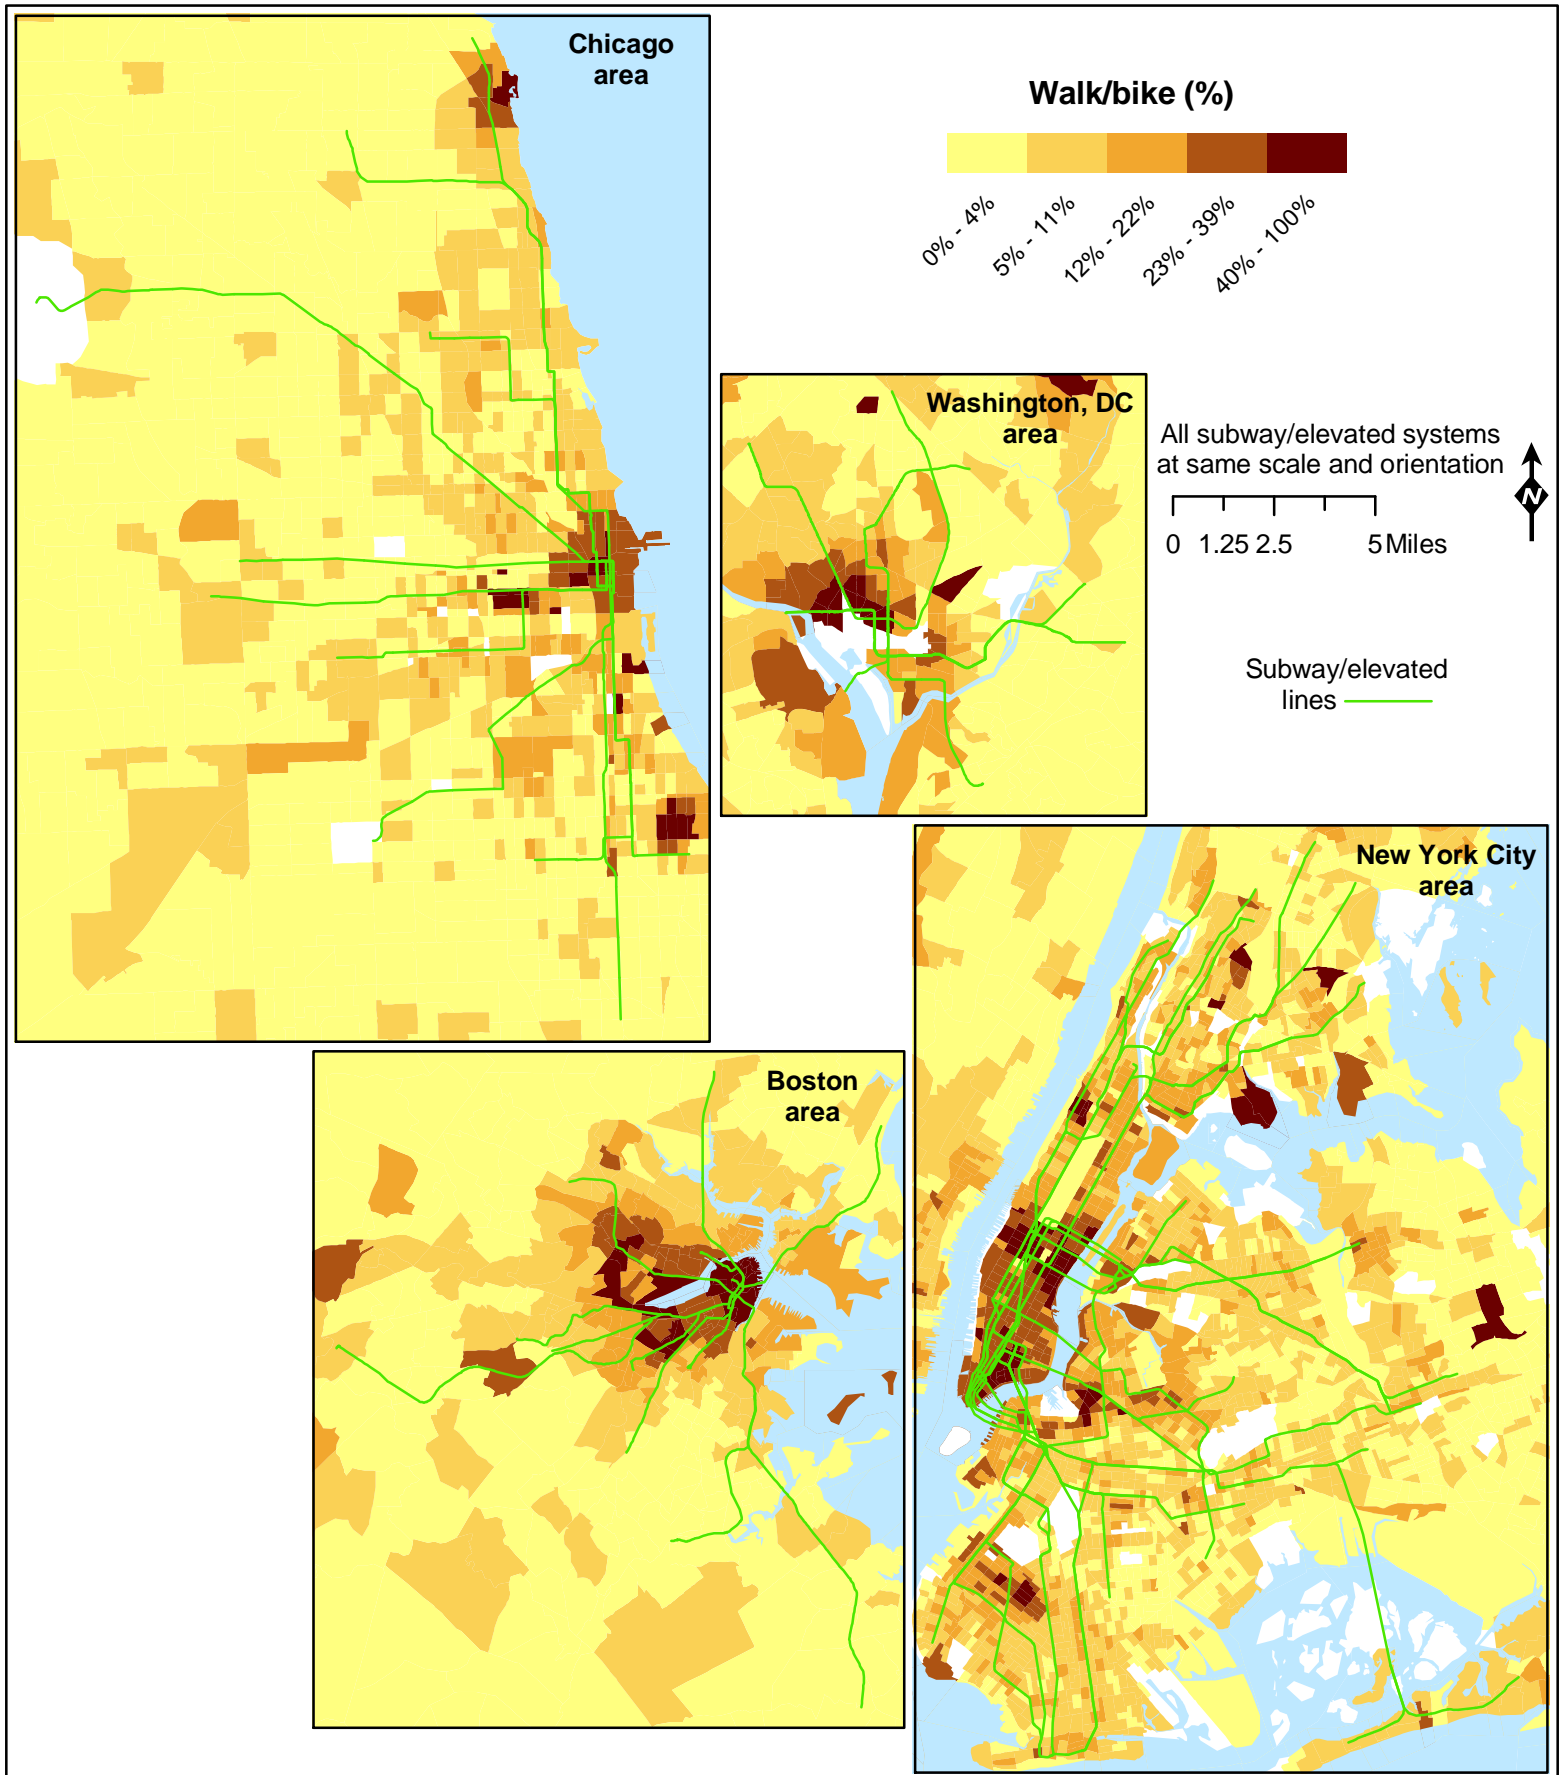 Chicago
area
Walk/bike (%)
0% - 4%
5% - 11%
12% - 22%
23% - 39%
40% - 100%
Washington, DC
area
All subway/elevated systems
at same scale and orientation
N
0 1.25 2.5 5 Miles
Subway/elevated
lines
New York City
area
Boston
area